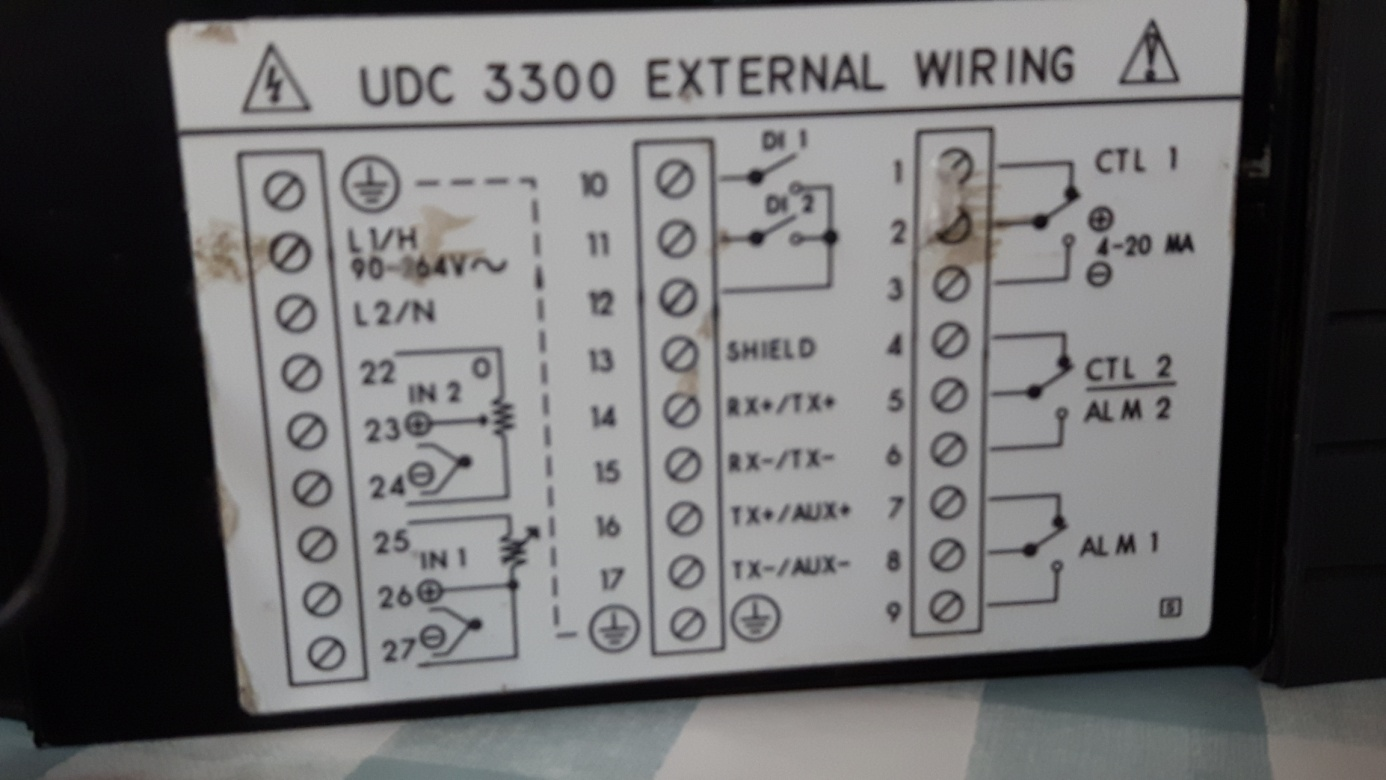 UDC 3300 EXTERNAL WIRING
L1/H
90-264V~
L2/N
22
O
IN 2
23 ⊕
24 ⊖
25
IN 1
26 ⊕
27 ⊖
10
DI 1
11
DI 2
12
13 SHIELD
14 RX+/TX+
15 RX-/TX-
16 TX+/AUX+
17 TX-/AUX-
1
CTL 1
2
⊕
4-20 MA
⊖
3
4
CTL 2
5
ALM 2
6
7
8
ALM 1
9
S